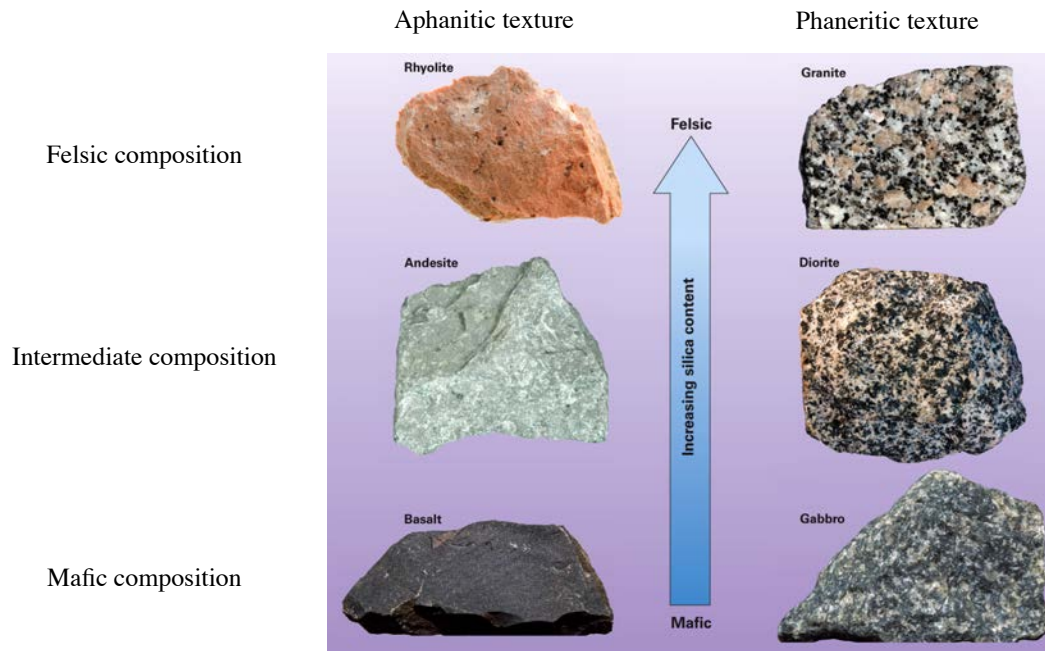 Aphanitic texture
Phaneritic texture
Rhyolite
Granite
Felsic
Felsic composition
Andesite
Diorite
Intermediate composition
Increasing silica content
Basalt
Gabbro
Mafic composition
Mafic